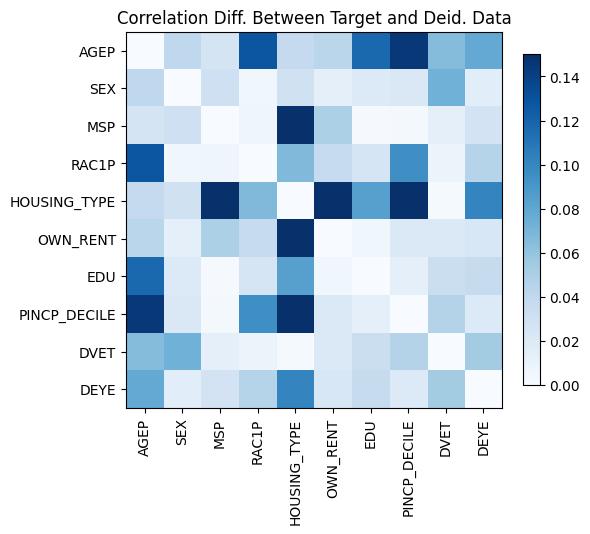 Correlation Diff. Between Target and Deid. Data
AGEP
SEX
MSP
RAC1P
HOUSING_TYPE
OWN_RENT
EDU
PINCP_DECILE
DVET
DEYE
0.14
0.12
0.10
0.08
0.06
0.04
0.02
0.00
AGEP
SEX
MSP
RAC1P
HOUSING_TYPE
OWN_RENT
EDU
PINCP_DECILE
DVET
DEYE